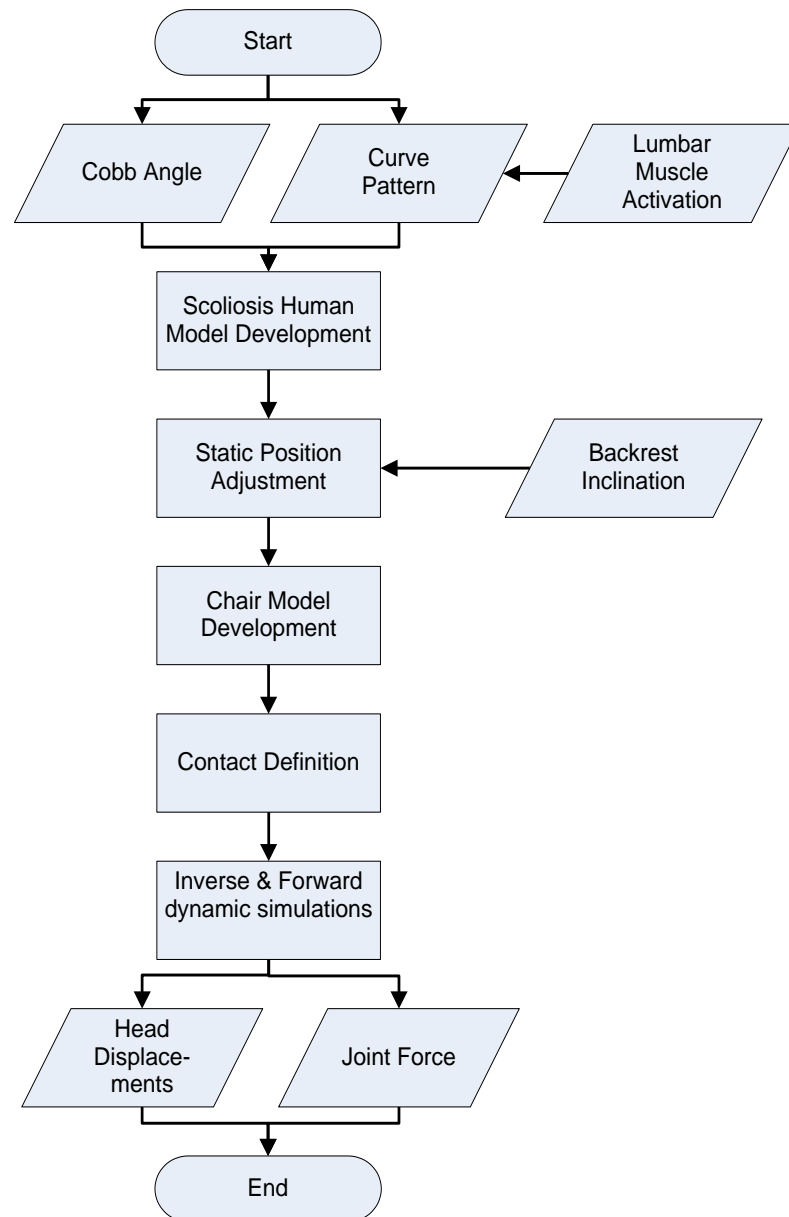 Start
Cobb Angle
Curve
Pattern
Lumbar
Muscle
Activation
Scoliosis Human
Model Development
Static Position
Adjustment
Backrest
Inclination
Chair Model
Development
Contact Definition
Inverse & Forward
dynamic simulations
Head
Displace-
ments
Joint Force
End